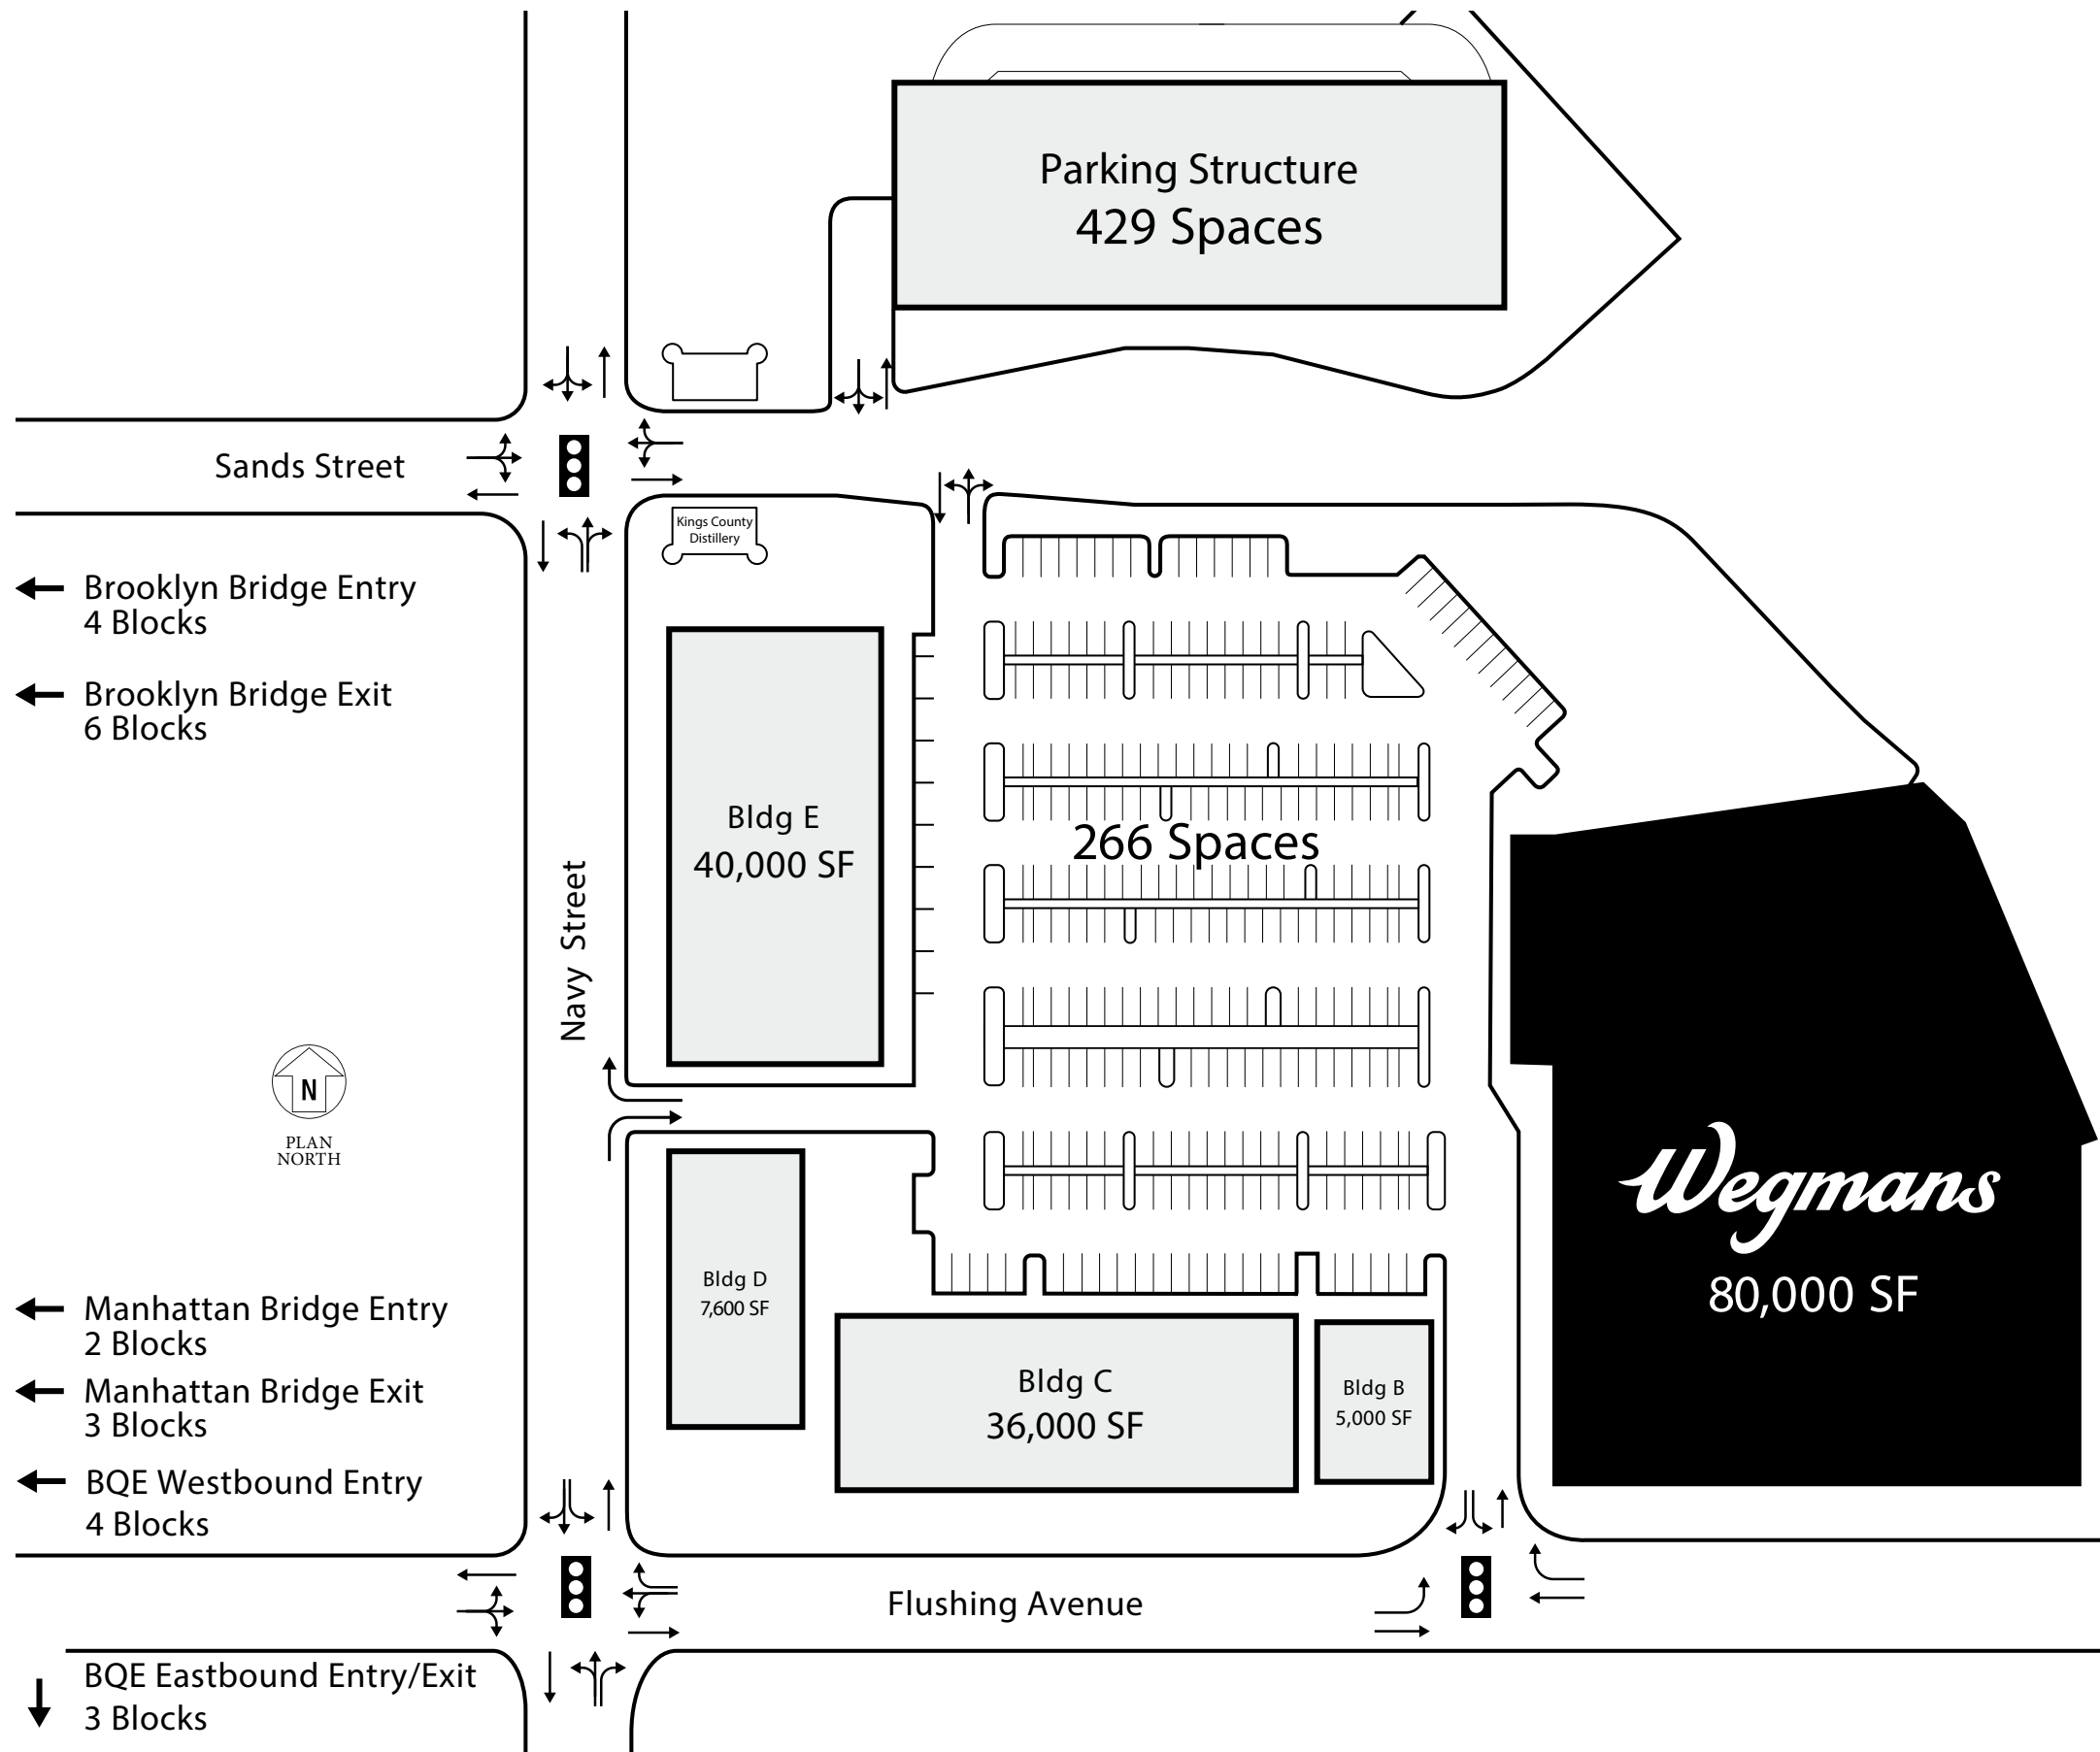 Parking Structure
429 Spaces
Sands Street
Kings County
Distillery
Brooklyn Bridge Entry
4 Blocks
Brooklyn Bridge Exit
6 Blocks
Bldg E
40,000 SF
266 Spaces
Navy Street
N
PLAN
NORTH
Wegmans
80,000 SF
Bldg D
7,600 SF
Manhattan Bridge Entry
2 Blocks
Manhattan Bridge Exit
3 Blocks
Bldg C
36,000 SF
Bldg B
5,000 SF
BQE Westbound Entry
4 Blocks
Flushing Avenue
BQE Eastbound Entry/Exit
3 Blocks